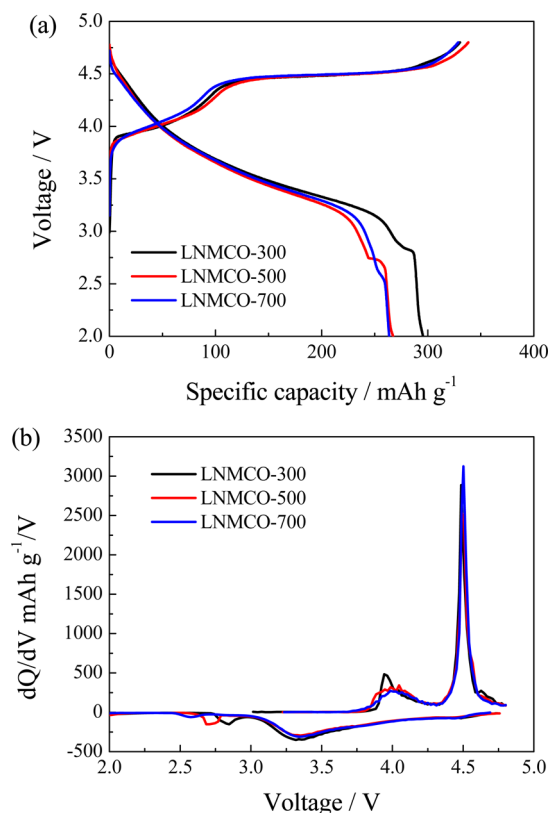 (a)
5.0
4.5
4.0
3.5
3.0
2.5
2.0
Voltage / V
LNMCO-300
LNMCO-500
LNMCO-700
0 100 200 300 400
Specific capacity / mAh g⁻¹
(b)
3500
3000
2500
2000
1500
1000
500
0
-500
dQ/dV mAh g⁻¹/V
LNMCO-300
LNMCO-500
LNMCO-700
2.0 2.5 3.0 3.5 4.0 4.5 5.0
Voltage / V